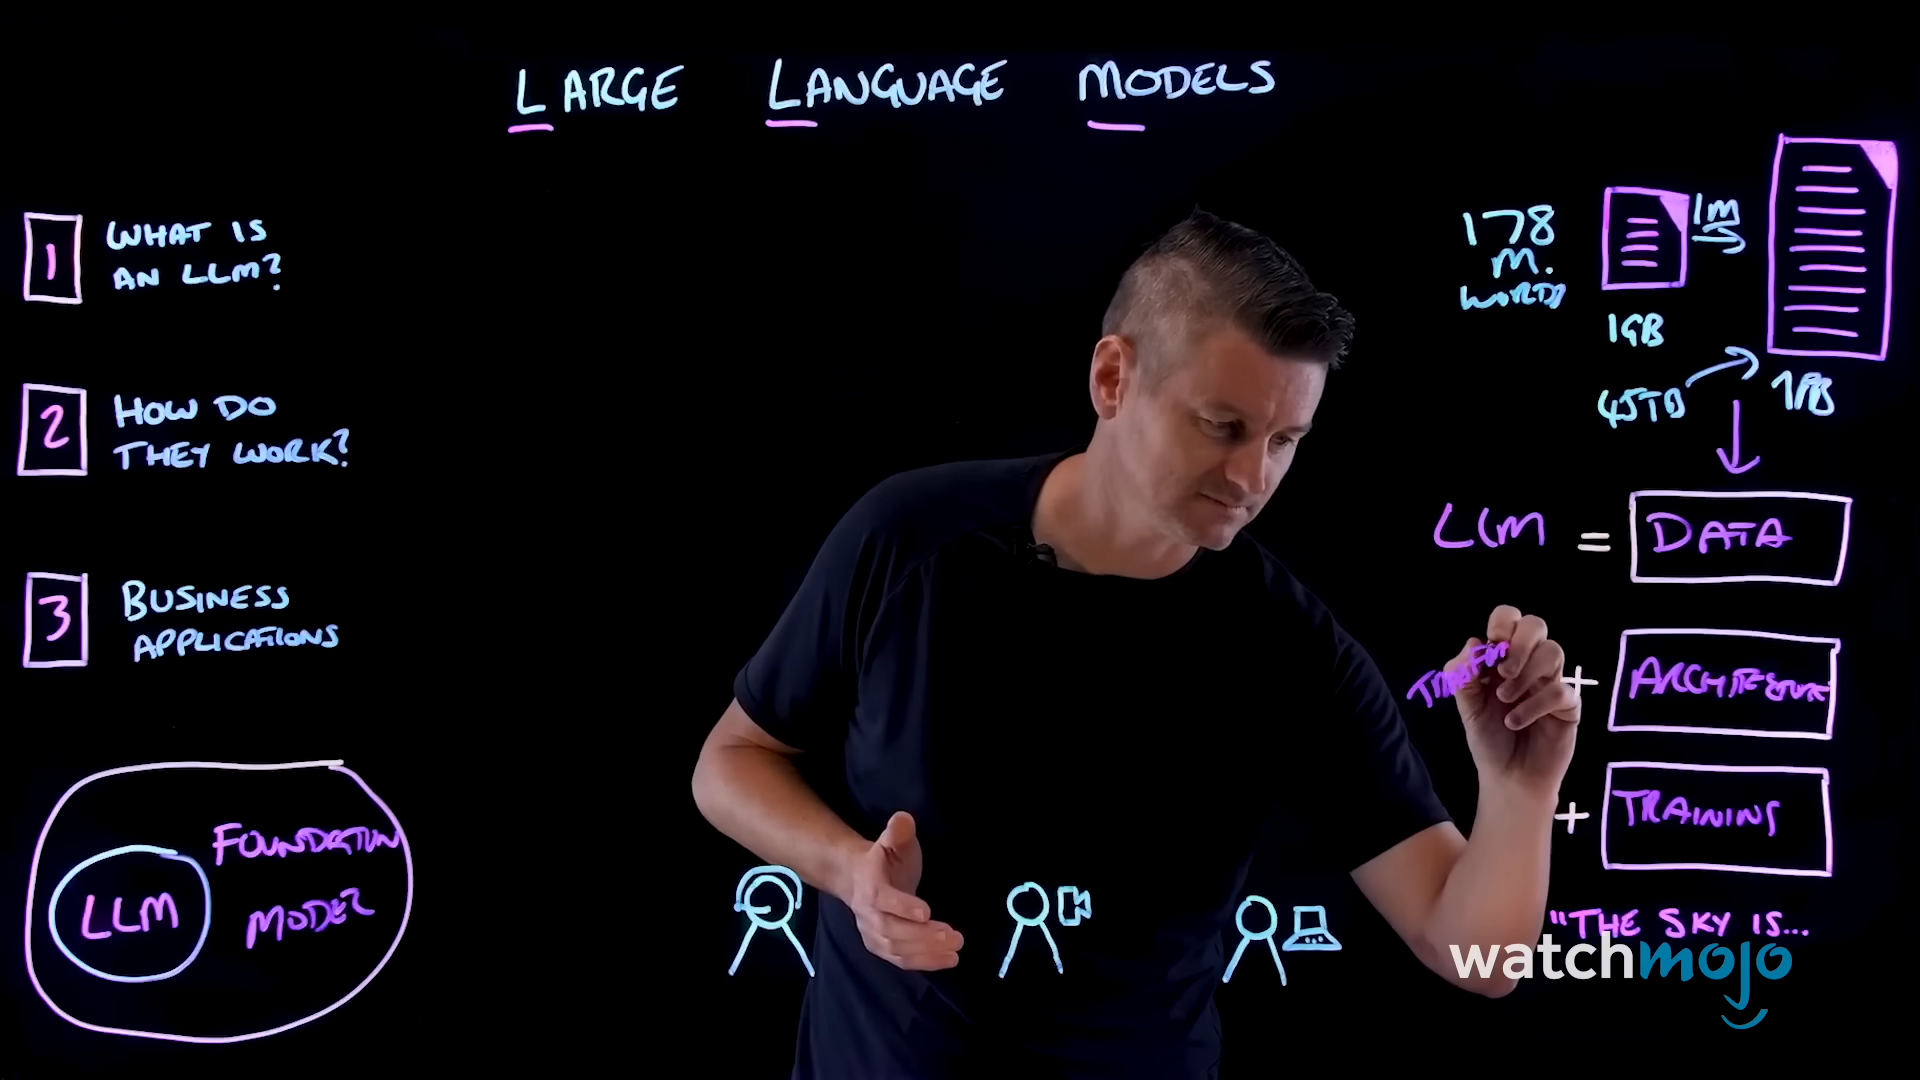 LARGE LANGUAGE MODELS
1 WHAT IS
AN LLM?
2 HOW DO
THEY WORK?
3 BUSINESS
APPLICATIONS
LLM
FOUNDATION
MODEL
178
M.
WORDS
1GB
1M
45TB
1PB
LLM = DATA
+ ARCHITECTURE
+ TRAINING
"THE SKY IS...
watchmojo